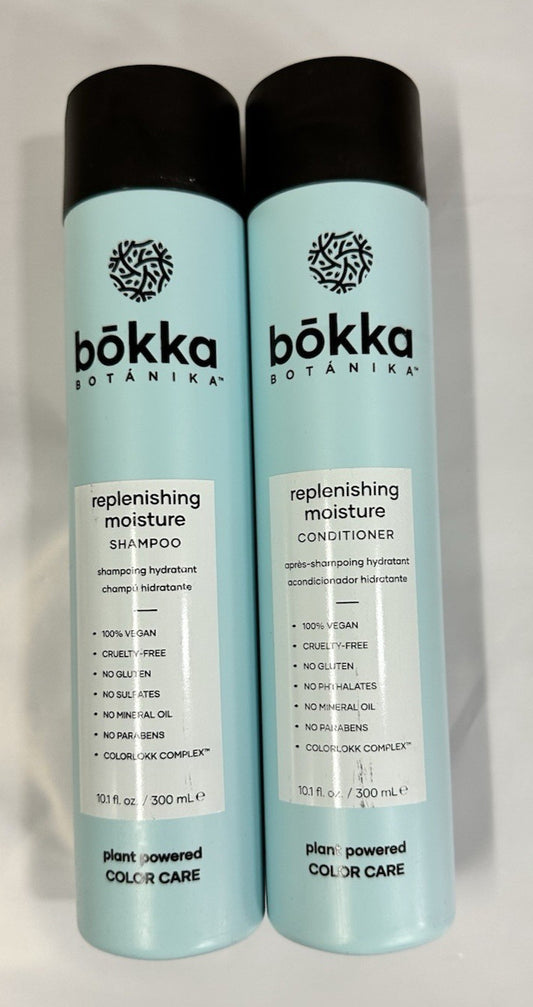 bōkka
BOTÁNIKA™
replenishing
moisture
SHAMPOO
shampoing hydratant
champú hidratante
• 100% VEGAN
• CRUELTY-FREE
• NO GLUTEN
• NO SULFATES
• NO MINERAL OIL
• NO PARABENS
• COLORLOKK COMPLEX™
10.1 fl. oz. / 300 mL℮
plant powered
COLOR CARE
bōkka
BOTÁNIKA™
replenishing
moisture
CONDITIONER
après-shampoing hydratant
acondicionador hidratante
• 100% VEGAN
• CRUELTY-FREE
• NO GLUTEN
• NO PHTHALATES
• NO MINERAL OIL
• NO PARABENS
• COLORLOKK COMPLEX™
10.1 fl. oz. / 300 mL℮
plant powered
COLOR CARE